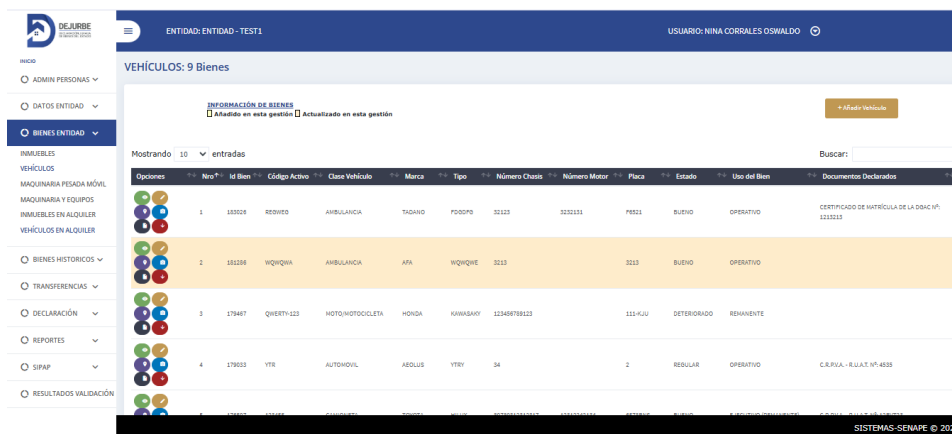 DEJURBE
ENTIDAD: ENTIDAD - TEST1
USUARIO: NINA CORRALES OSWALDO
INICIO
ADMIN PERSONAS
DATOS ENTIDAD
BIENES ENTIDAD
INMUEBLES
VEHÍCULOS
MAQUINARIA PESADA MÓVIL
MAQUINARIA Y EQUIPOS
INMUEBLES EN ALQUILER
VEHÍCULOS EN ALQUILER
BIENES HISTORICOS
TRANSFERENCIAS
DECLARACIÓN
REPORTES
SIPAP
RESULTADOS VALIDACIÓN
VEHÍCULOS: 9 Bienes
INFORMACIÓN DE BIENES
Añadido en esta gestión Actualizado en esta gestión
+ Añadir Vehículo
Mostrando 10 entradas
Buscar:
Opciones Nro Id Bien Código Activo Clase Vehículo Marca Tipo Número Chasis Número Motor Placa Estado Uso del Bien Documentos Declarados
1 183026 REGWEG AMBULANCIA TADANO FDGDFG 32123 3232131 F6521 BUENO OPERATIVO CERTIFICADO DE MATRÍCULA DE LA DGAC Nº:
1213213
2 181286 WQWQWA AMBULANCIA AFA WQWQWE 3213 3213 BUENO OPERATIVO
3 179467 QWERTY-123 MOTO/MOTOCICLETA HONDA KAWASAKY 123456789123 111-KJU DETERIORADO REMANENTE
4 179033 YTR AUTOMOVIL AEOLUS YTRY 34 2 REGULAR OPERATIVO C.R.P.V.A. - R.U.A.T. Nº: 4535
SISTEMAS-SENAPE © 202